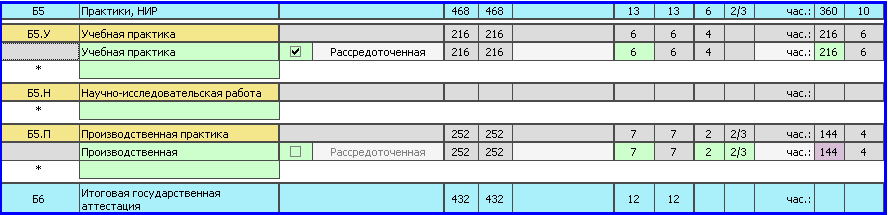 Б5 Практики, НИР 468 468 13 13 6 2/3 час.: 360 10
Б5.У Учебная практика 216 216 6 6 4 час.: 216 6
Учебная практика Рассредоточенная 216 216 6 6 4 час.: 216 6
*
Б5.Н Научно-исследовательская работа час.:
*
Б5.П Производственная практика 252 252 7 7 2 2/3 час.: 144 4
Производственная Рассредоточенная 252 252 7 7 2 2/3 час.: 144 4
*
Б6 Итоговая государственная 432 432 12 12 час.:
аттестация